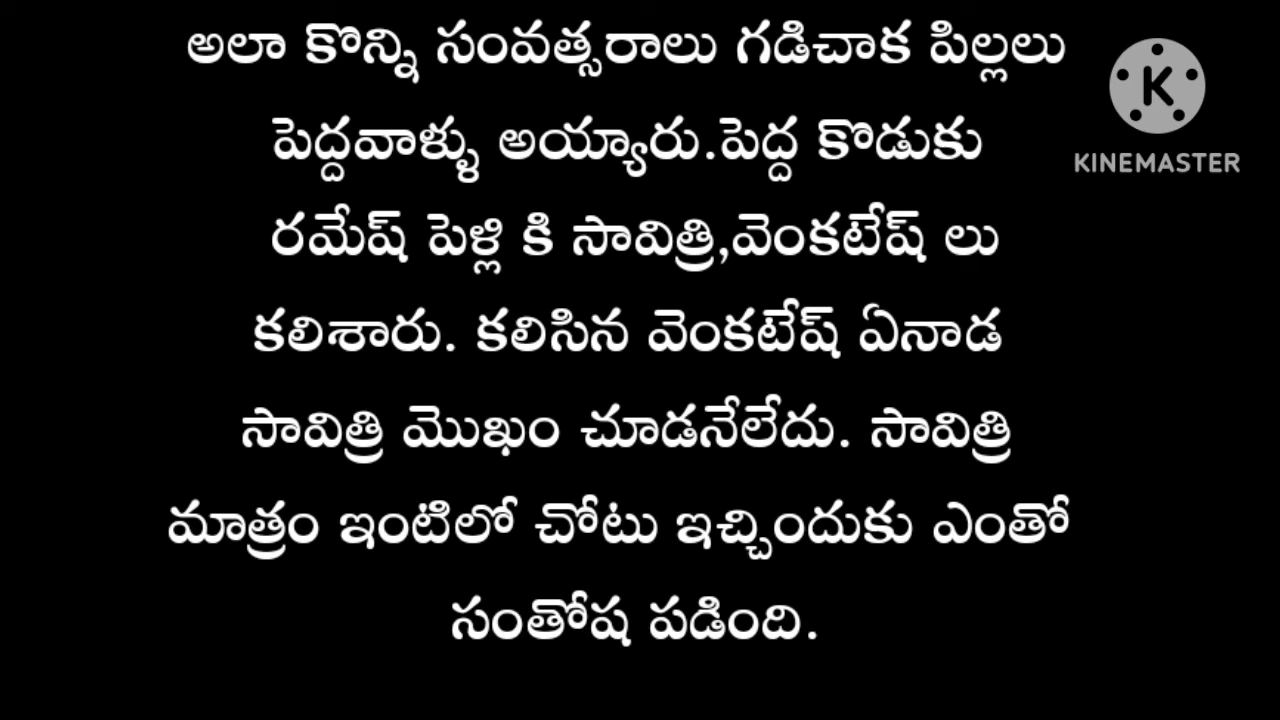 అలా కొన్ని సంవత్సరాలు గడిచాక పిల్లలు
పెద్దవాళ్ళు అయ్యారు.పెద్ద కొడుకు
రమేష్ పెళ్లి కి సావిత్రి,వెంకటేష్ లు
కలిశారు. కలిసిన వెంకటేష్ ఏనాడ
సావిత్రి మొఖం చూడనేలేదు. సావిత్రి
మాత్రం ఇంటిలో చోటు ఇచ్చిందుకు ఎంతో
సంతోష పడింది.
K
KINEMASTER